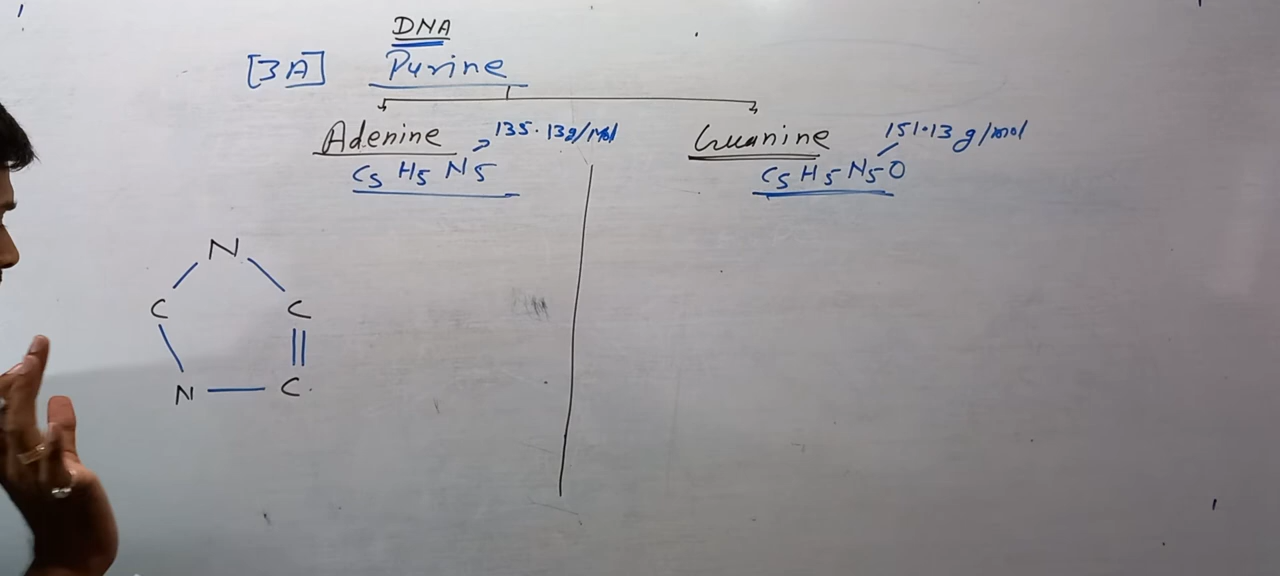 DNA
[3A] Purine
Adenine 135.13g/Mol
C5 H5 N5
Guanine 151.13 g/mol
C5 H5 N5 O
N
C C
N C